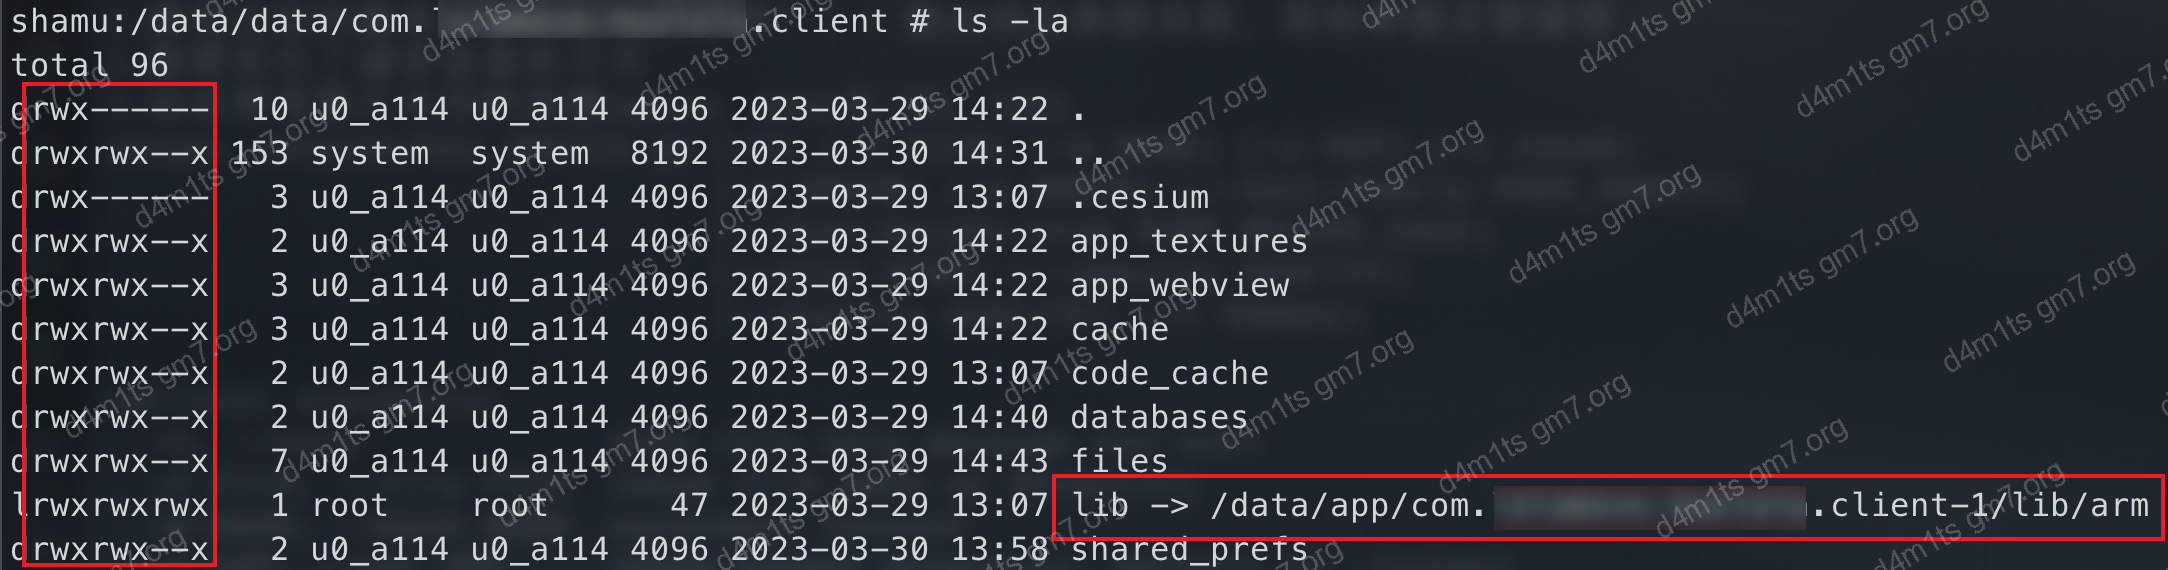 shamu:/data/data/com. .client # ls -la
total 96
drwx------ 10 u0_a114 u0_a114 4096 2023-03-29 14:22 .
drwxrwx--x 153 system system 8192 2023-03-30 14:31 ..
drwx------ 3 u0_a114 u0_a114 4096 2023-03-29 13:07 .cesium
drwxrwx--x 2 u0_a114 u0_a114 4096 2023-03-29 14:22 app_textures
drwxrwx--x 3 u0_a114 u0_a114 4096 2023-03-29 14:22 app_webview
drwxrwx--x 3 u0_a114 u0_a114 4096 2023-03-29 14:22 cache
drwxrwx--x 2 u0_a114 u0_a114 4096 2023-03-29 13:07 code_cache
drwxrwx--x 2 u0_a114 u0_a114 4096 2023-03-29 14:40 databases
drwxrwx--x 7 u0_a114 u0_a114 4096 2023-03-29 14:43 files
lrwxrwxrwx 1 root root 47 2023-03-29 13:07 lib -> /data/app/com. .client-1/lib/arm
drwxrwx--x 2 u0_a114 u0_a114 4096 2023-03-30 13:58 shared_prefs
d4m1ts gm7.org